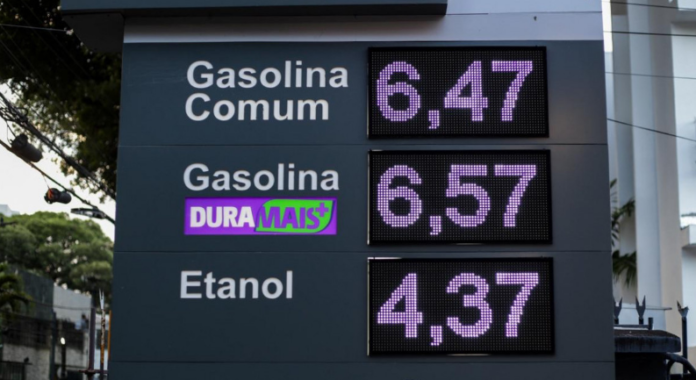 Gasolina
Comum
6,47
Gasolina
DURAMAIS+
6,57
Etanol
4,37